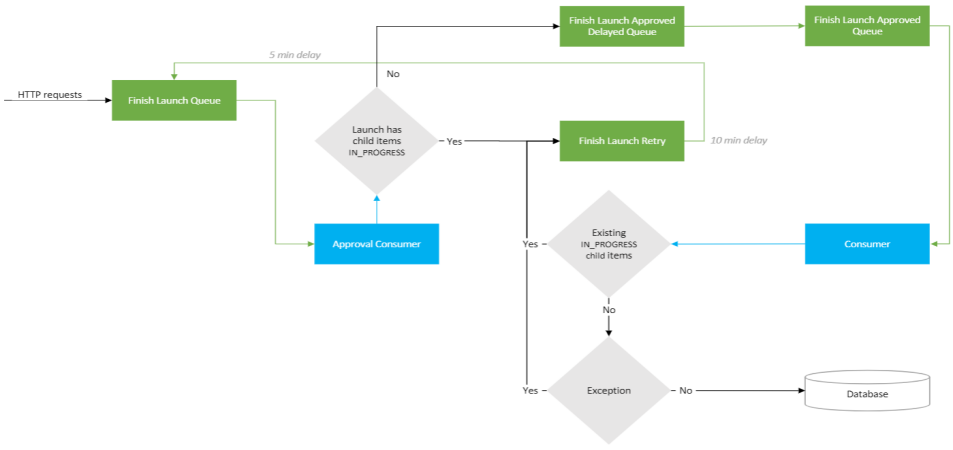 Finish Launch Approved
Delayed Queue
Finish Launch Approved
Queue
5 min delay
No
HTTP requests
Finish Launch Queue
Launch has
child items
IN_PROGRESS
Yes
Finish Launch Retry
10 min delay
Approval Consumer
Yes
Existing
IN_PROGRESS
child items
Consumer
No
Yes
Exception
No
Database